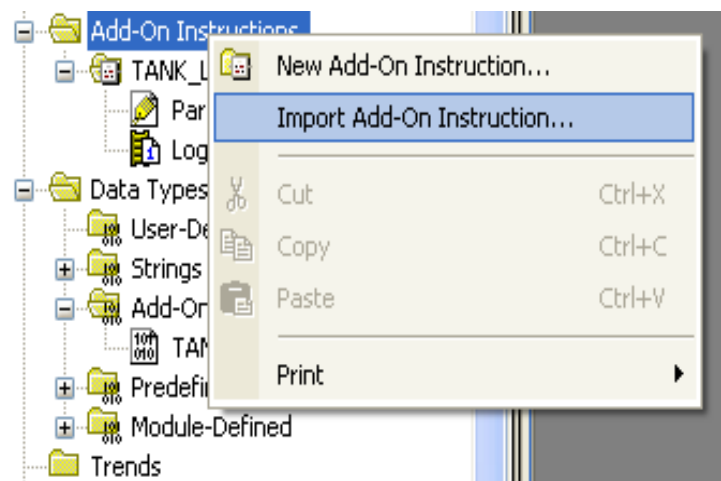 Add-On Instructions
TANK_L
Par
Log
Data Types
User-De
Strings
Add-On
TAN
Predefi
Module-Defined
Trends
New Add-On Instruction...
Import Add-On Instruction...
Cut Ctrl+X
Copy Ctrl+C
Paste Ctrl+V
Print